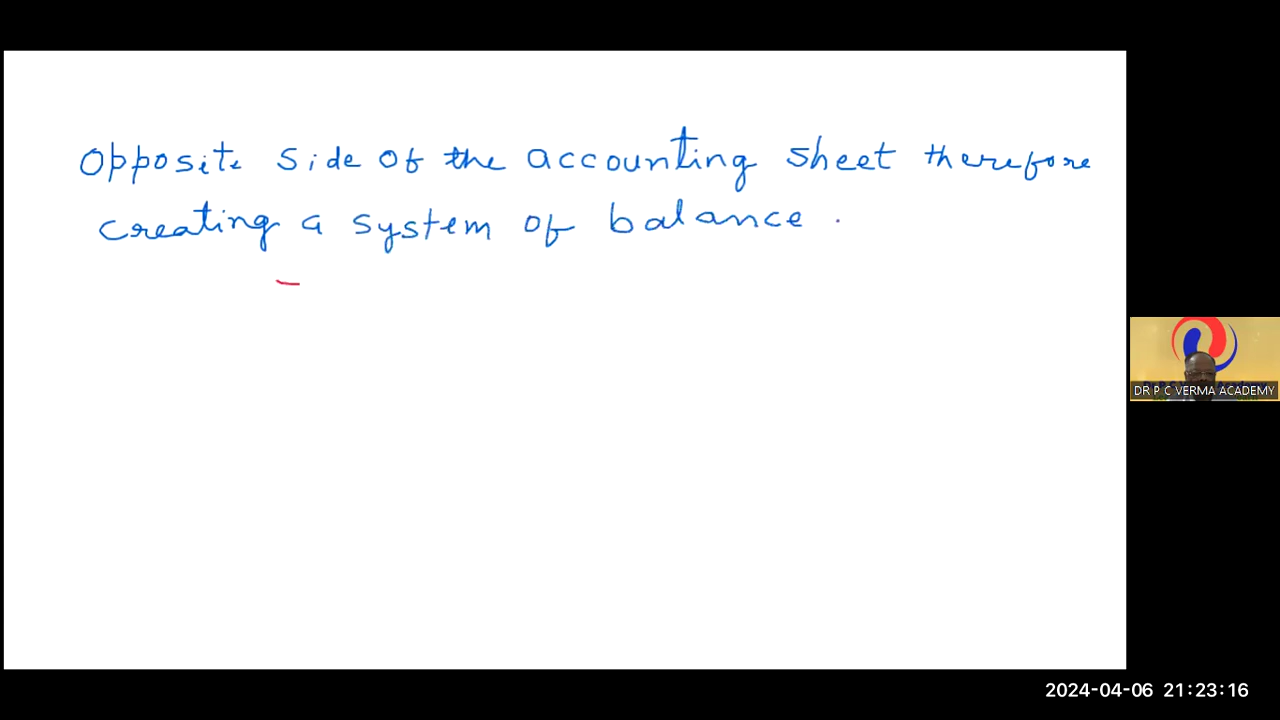 Opposite side of the accounting sheet therefore
creating a system of balance.
DR P C VERMA ACADEMY
2024-04-06 21:23:16